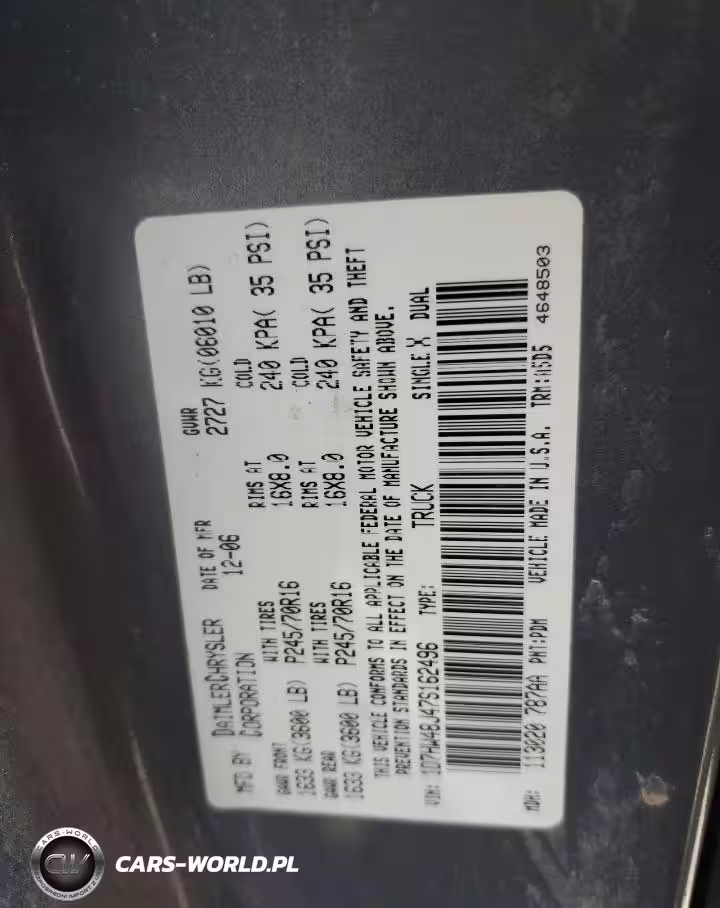 MFD BY DAIMLERCHRYSLER CORPORATION
DATE OF MFR 12-06
GVWR 2727 KG(06010 LB)
GAWR FRONT WITH TIRES RIMS AT COLD
1633 KG(3600 LB) P245/70R16 16X8.0 240 KPA( 35 PSI)
GAWR REAR WITH TIRES RIMS AT COLD
1633 KG(3600 LB) P245/70R16 16X8.0 240 KPA( 35 PSI)
THIS VEHICLE CONFORMS TO ALL APPLICABLE FEDERAL MOTOR VEHICLE SAFETY AND THEFT
PREVENTION STANDARDS IN EFFECT ON THE DATE OF MANUFACTURE SHOWN ABOVE.
VIN: 1D7HW48J47S162496 TYPE: TRUCK SINGLE X DUAL
MDH: 113020 787AA PNT:PDM VEHICLE MADE IN U.S.A. TRM: A5D5 4648503
CARS-WORLD
CW
CARS-WORLD.PL